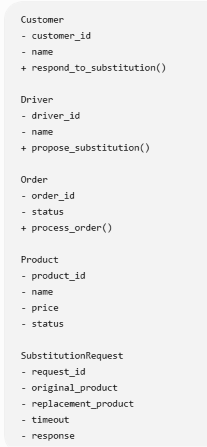 Customer
- customer_id
- name
+ respond_to_substitution()
Driver
- driver_id
- name
+ propose_substitution()
Order
- order_id
- status
+ process_order()
Product
- product_id
- name
- price
- status
SubstitutionRequest
- request_id
- original_product
- replacement_product
- timeout
- response